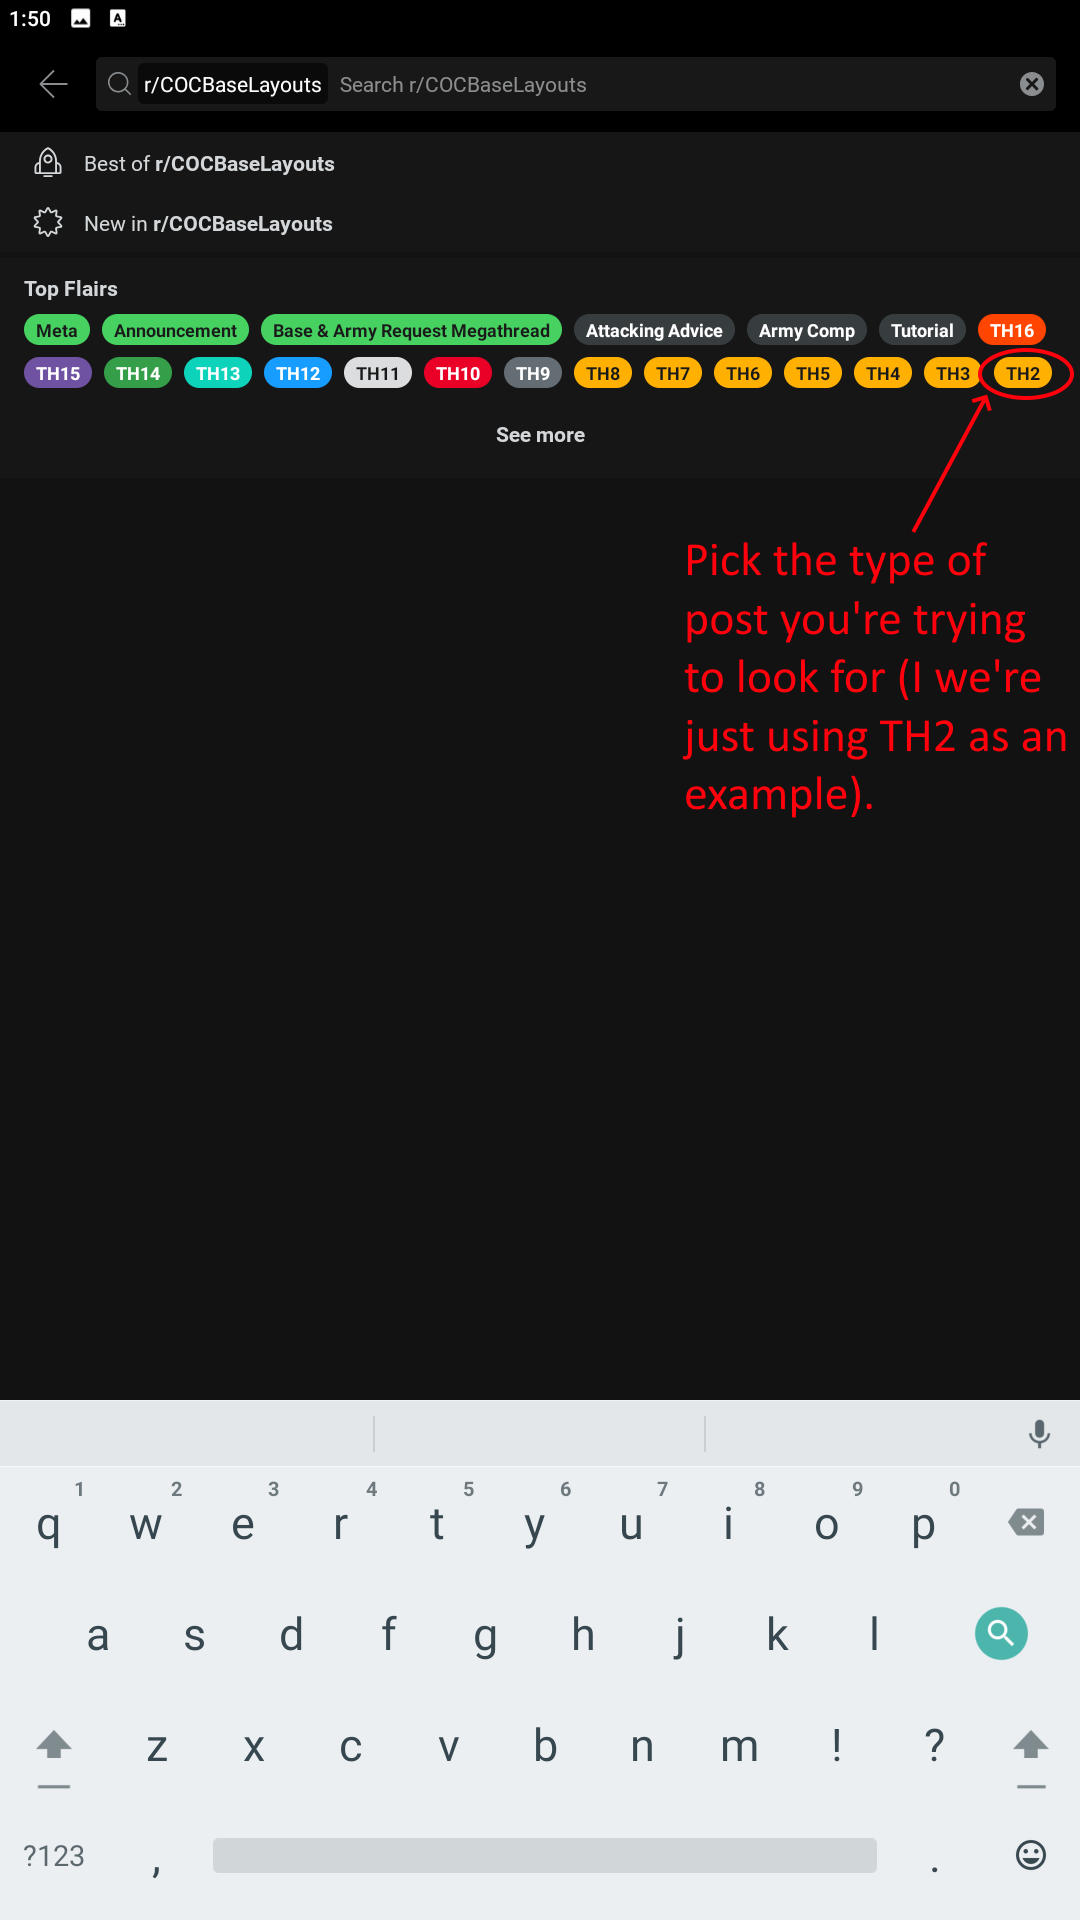 1:50
r/COCBaseLayouts Search r/COCBaseLayouts
Best of r/COCBaseLayouts
New in r/COCBaseLayouts
Top Flairs
Meta Announcement Base & Army Request Megathread Attacking Advice Army Comp Tutorial TH16
TH15 TH14 TH13 TH12 TH11 TH10 TH9 TH8 TH7 TH6 TH5 TH4 TH3 TH2
See more
Pick the type of
post you're trying
to look for (I we're
just using TH2 as an
example).
1 2 3 4 5 6 7 8 9 0
q w e r t y u i o p
a s d f g h j k l
z x c v b n m ! ?
?123 , .